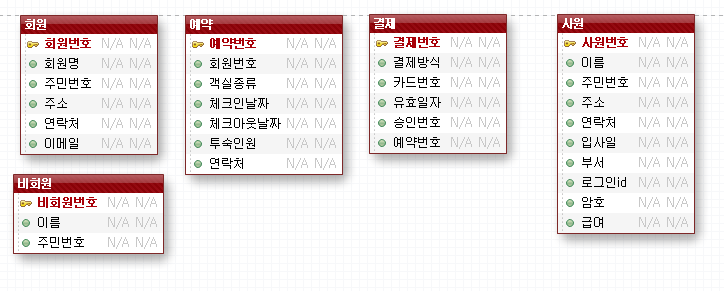 회원
회원번호 N/A N/A
회원명 N/A N/A
주민번호 N/A N/A
주소 N/A N/A
연락처 N/A N/A
이메일 N/A N/A
예약
예약번호 N/A N/A
회원번호 N/A N/A
객실종류 N/A N/A
체크인날짜 N/A N/A
체크아웃날짜 N/A N/A
투숙인원 N/A N/A
연락처 N/A N/A
결제
결제번호 N/A N/A
결제방식 N/A N/A
카드번호 N/A N/A
유효일자 N/A N/A
승인번호 N/A N/A
예약번호 N/A N/A
사원
사원번호 N/A N/A
이름 N/A N/A
주민번호 N/A N/A
주소 N/A N/A
연락처 N/A N/A
입사일 N/A N/A
부서 N/A N/A
로그인id N/A N/A
암호 N/A N/A
급여 N/A N/A
비회원
비회원번호 N/A N/A
이름 N/A N/A
주민번호 N/A N/A